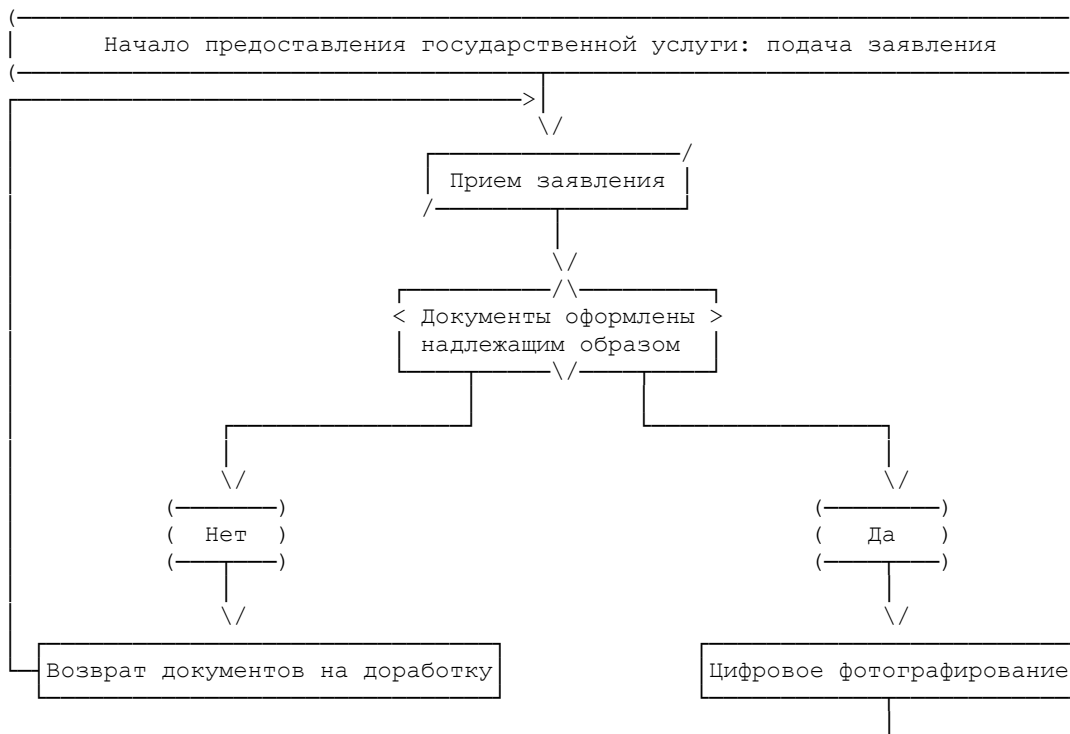 Начало предоставления государственной услуги: подача заявления
Прием заявления
Документы оформлены
надлежащим образом
Нет
Да
Возврат документов на доработку
Цифровое фотографирование